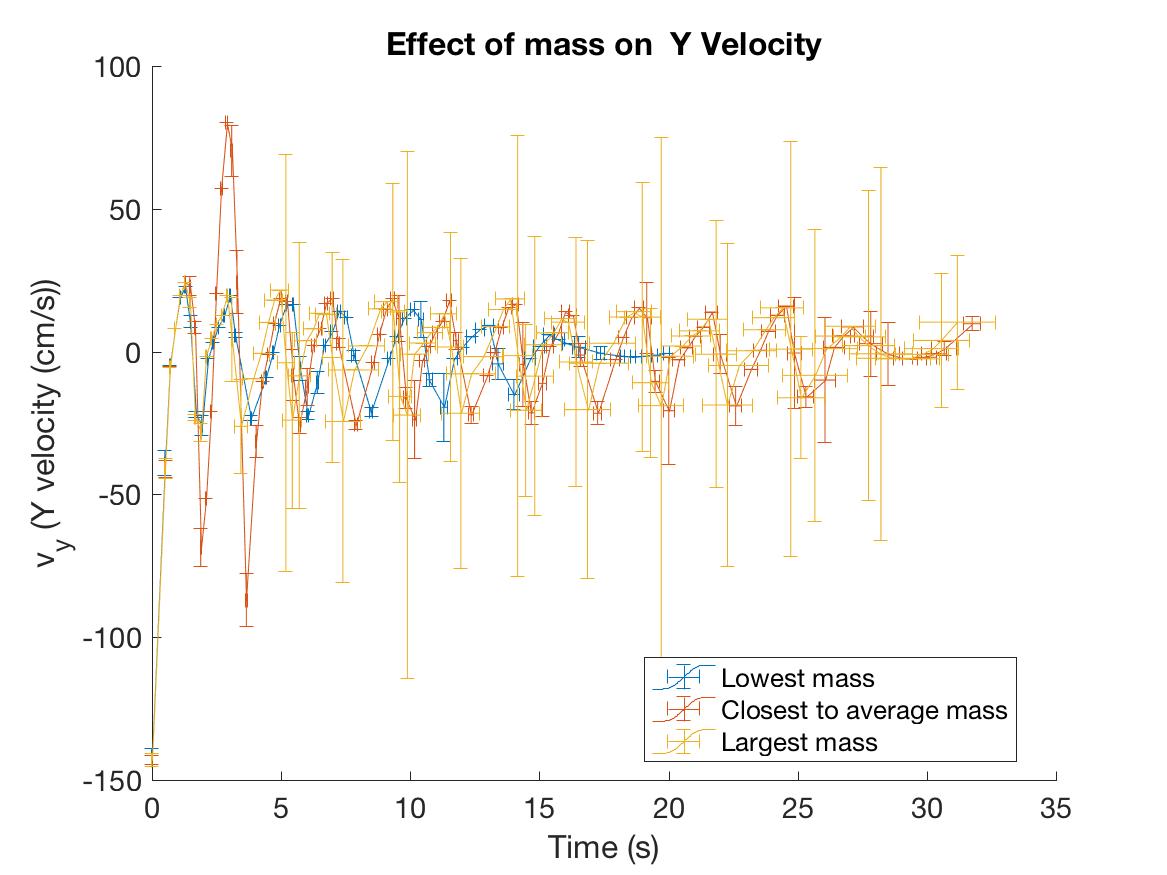 Effect of mass on  Y Velocity
100
50
0
-50
-100
-150
v_y (Y velocity (cm/s))
0 5 10 15 20 25 30 35
Time (s)
Lowest mass
Closest to average mass
Largest mass